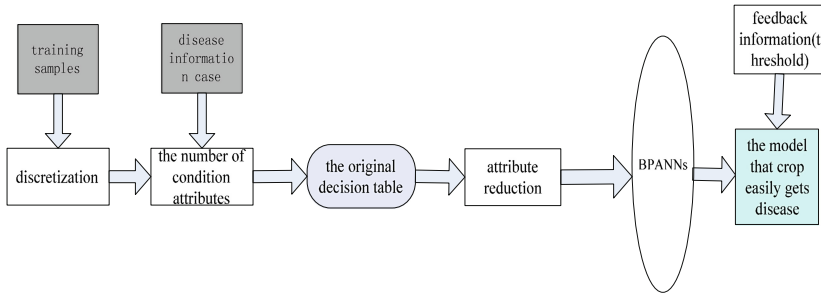 training
samples
disease
informatio
n case
feedback
information(t
hreshold)
discretization
the number of
condition
attributes
the original
decision table
attribute
reduction
BPANNs
the model
that crop
easily gets
disease